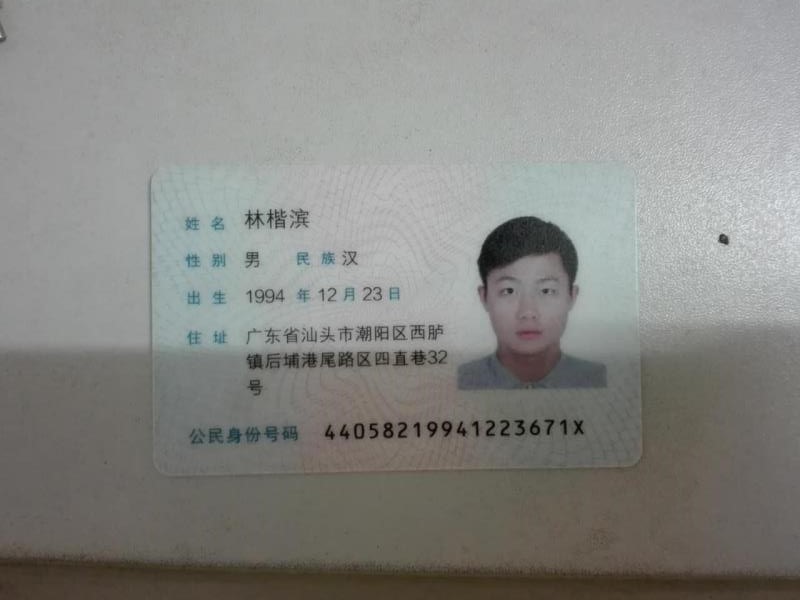 姓名 林楷滨
性别 男 民族 汉
出生 1994 年 12 月 23 日
住址 广东省汕头市潮阳区西胪
镇后埔港尾路区四直巷32
号
公民身份号码 44058219941223671X